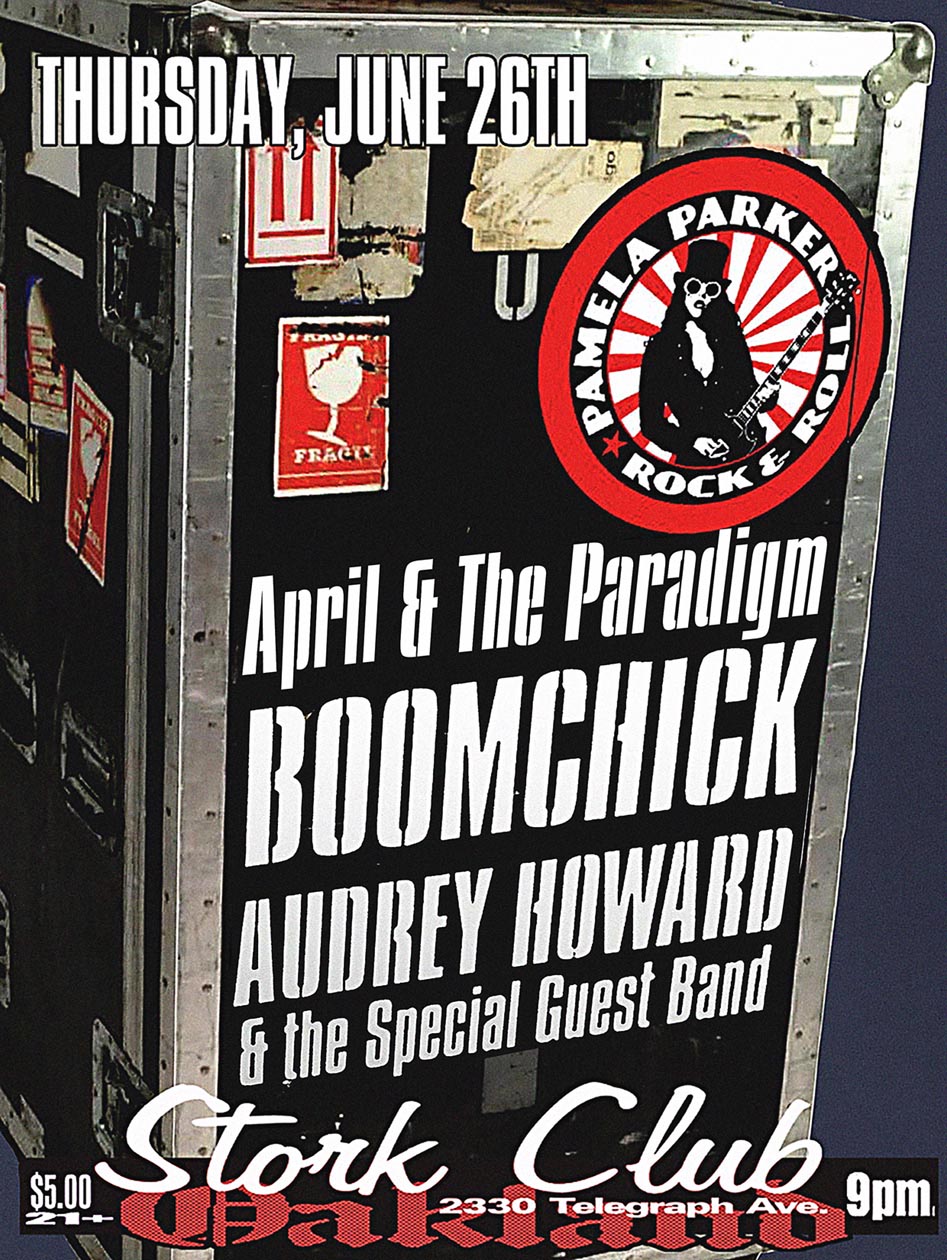 THURSDAY, JUNE 26TH
PAMELA PARKER'S
ROCK & ROLL
FRAGILE
April & The Paradigm
BOOMCHICK
AUDREY HOWARD
& the Special Guest Band
Stork Club
Oakland
2330 Telegraph Ave.
$5.00
21+
9pm